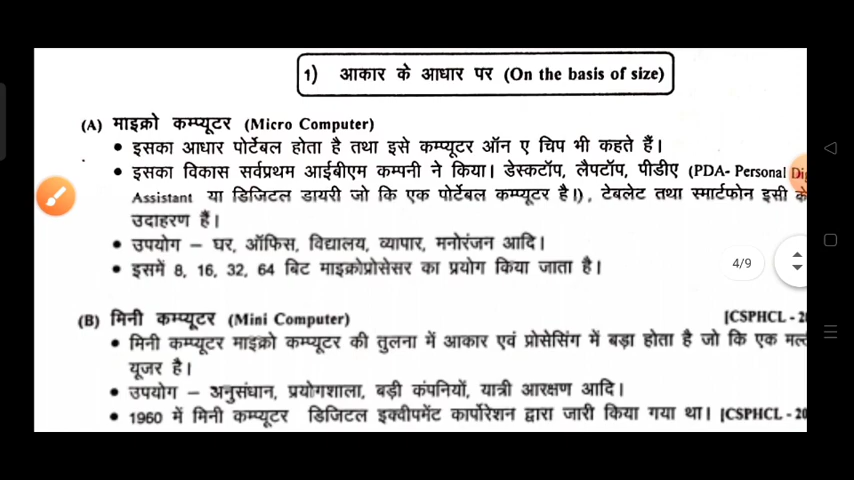 1) आकार के आधार पर (On the basis of size)
(A) माइक्रो कम्प्यूटर (Micro Computer)
• इसका आधार पोर्टेबल होता है तथा इसे कम्प्यूटर ऑन ए चिप भी कहते हैं।
• इसका विकास सर्वप्रथम आईबीएम कम्पनी ने किया। डेस्कटॉप, लैपटॉप, पीडीए (PDA- Personal Di
Assistant या डिजिटल डायरी जो कि एक पोर्टेबल कम्प्यूटर है।), टेबलेट तथा स्मार्टफोन इसी के
उदाहरण हैं।
• उपयोग – घर, ऑफिस, विद्यालय, व्यापार, मनोरंजन आदि।
• इसमें 8, 16, 32, 64 बिट माइक्रोप्रोसेसर का प्रयोग किया जाता है।
4/9
(B) मिनी कम्प्यूटर (Mini Computer) [CSPHCL - 20
• मिनी कम्प्यूटर माइक्रो कम्प्यूटर की तुलना में आकार एवं प्रोसेसिंग में बड़ा होता है जो कि एक मल्
यूजर है।
• उपयोग – अनुसंधान, प्रयोगशाला, बड़ी कंपनियों, यात्री आरक्षण आदि।
• 1960 में मिनी कम्प्यूटर डिजिटल इक्वीपमेंट कार्पोरेशन द्वारा जारी किया गया था। [CSPHCL - 20